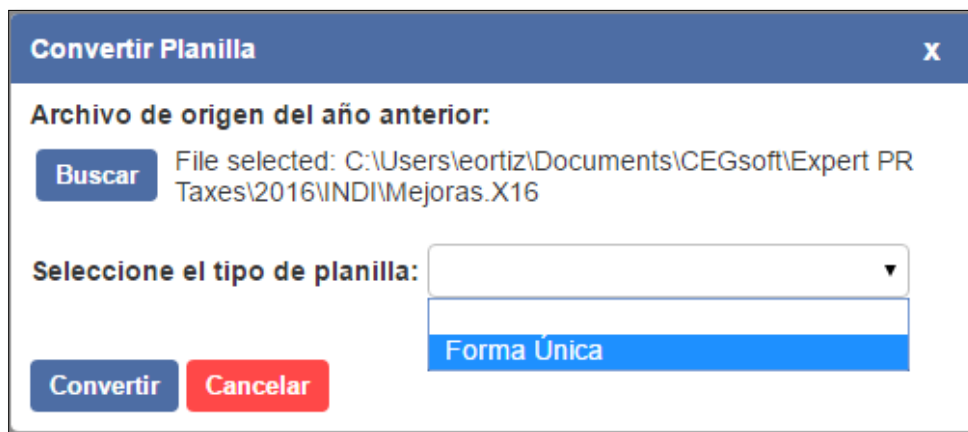 Convertir Planilla x
Archivo de origen del año anterior:
Buscar File selected: C:\Users\eortiz\Documents\CEGsoft\Expert PR
Taxes\2016\INDI\Mejoras.X16
Seleccione el tipo de planilla:
Forma Única
Convertir Cancelar